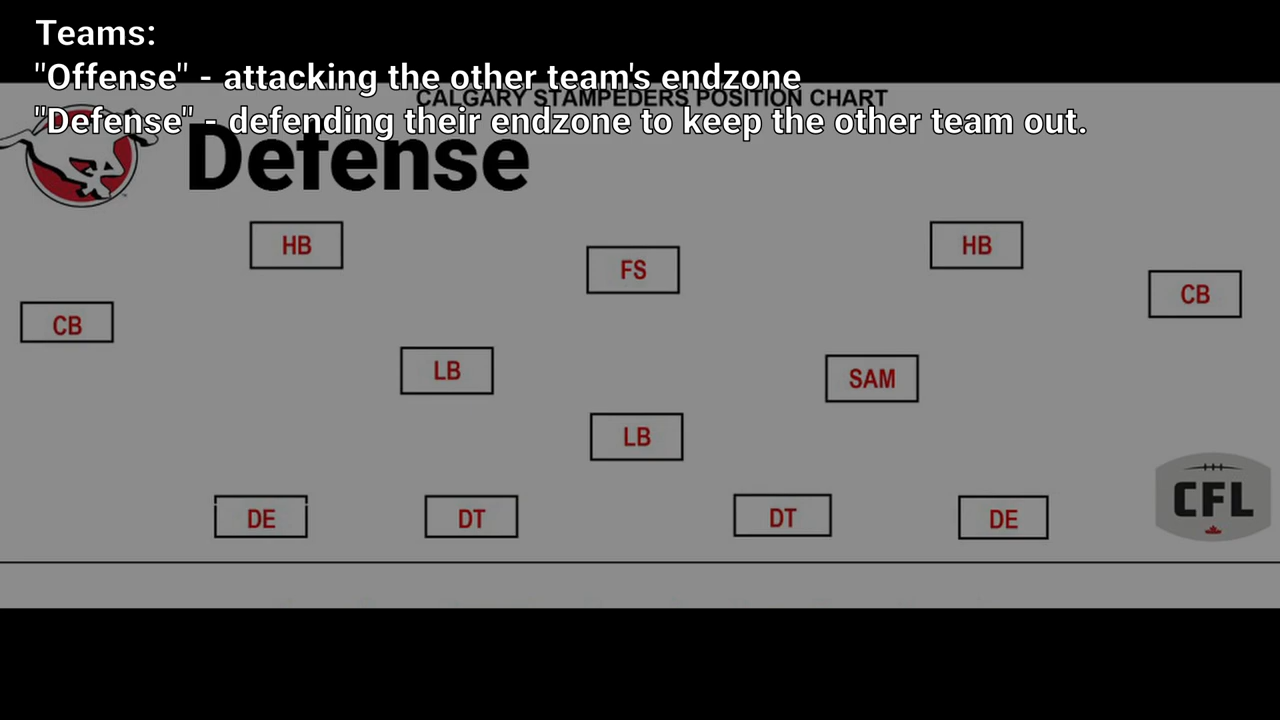 Teams:
"Offense" - attacking the other team's endzone
CALGARY STAMPEDERS POSITION CHART
"Defense" - defending their endzone to keep the other team out.
Defense
HB
FS
HB
CB
CB
LB
SAM
LB
DE
DT
DT
DE
CFL